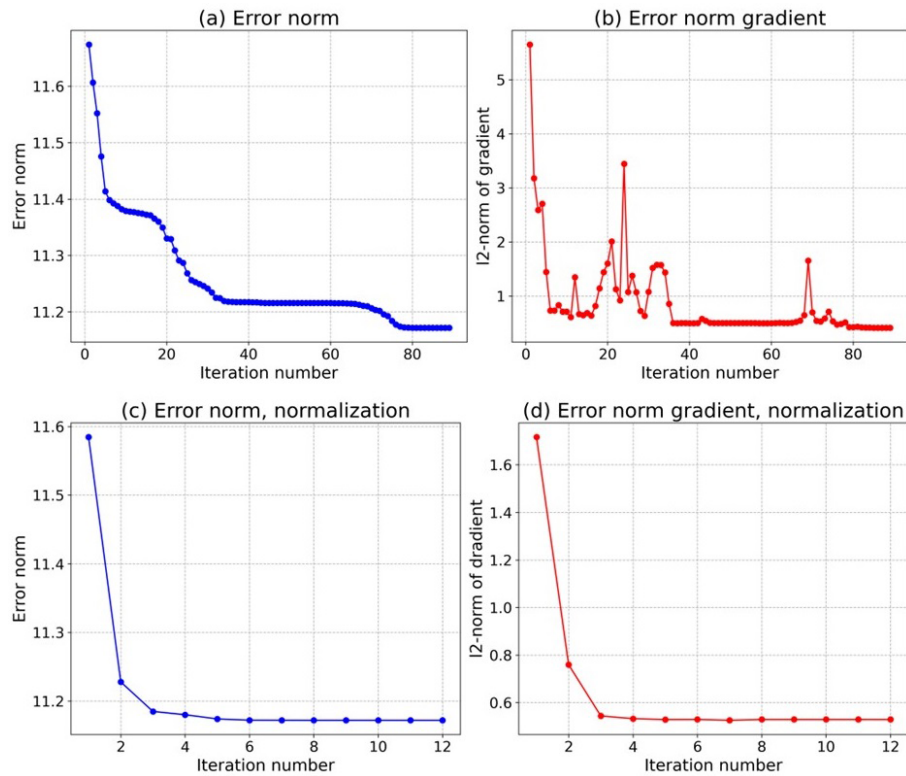 (a) Error norm
11.6
11.5
11.4
11.3
11.2
Error norm
0 20 40 60 80
Iteration number
(b) Error norm gradient
5
4
3
2
1
l2-norm of gradient
0 20 40 60 80
Iteration number
(c) Error norm, normalization
11.6
11.5
11.4
11.3
11.2
Error norm
2 4 6 8 10 12
Iteration number
(d) Error norm gradient, normalization
1.6
1.4
1.2
1.0
0.8
0.6
l2-norm of dradient
2 4 6 8 10 12
Iteration number